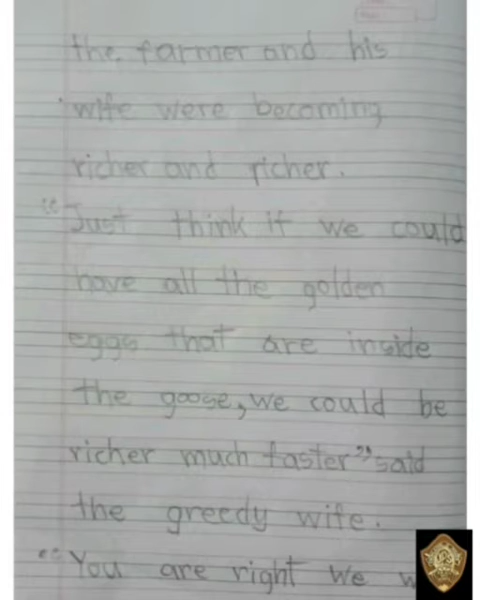 the farmer and his
wife were becoming
richer and richer.
"Just think if we could
have all the golden
eggs that are inside
the goose, we could be
richer much faster" said
the greedy wife.
"You are right we